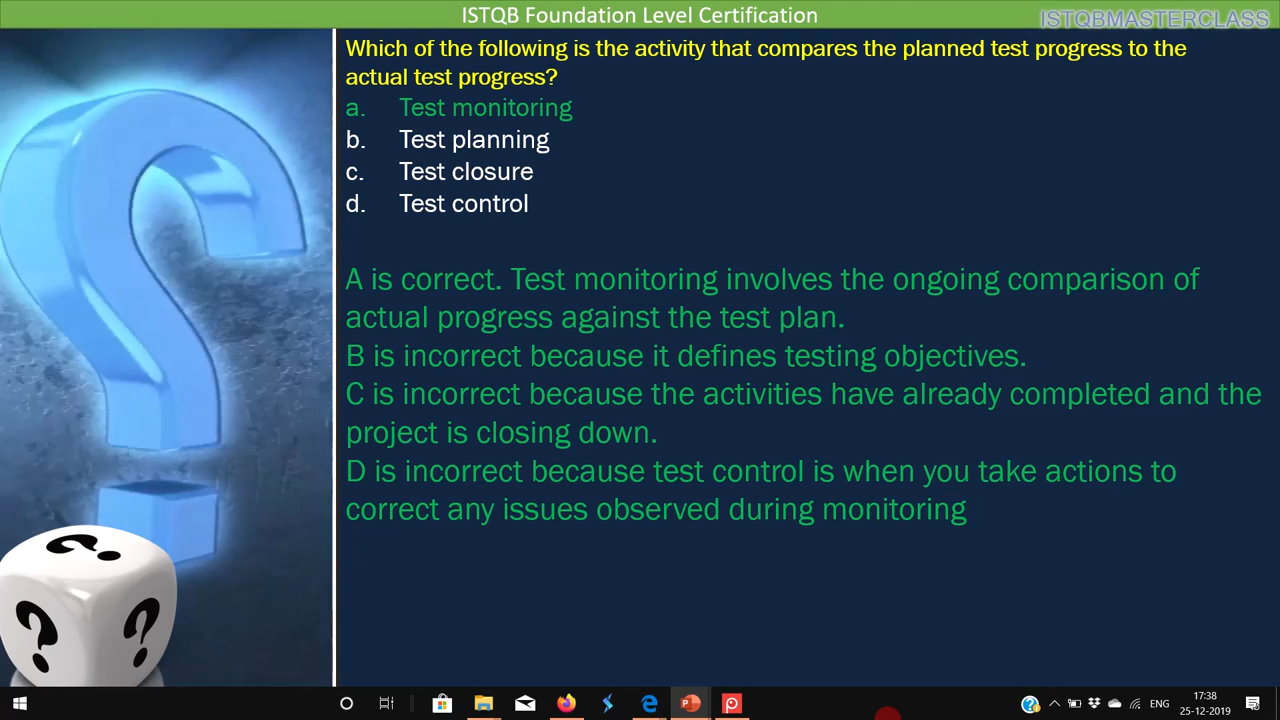 ISTQB Foundation Level Certification
ISTQBMASTERCLASS
Which of the following is the activity that compares the planned test progress to the
actual test progress?
a. Test monitoring
b. Test planning
c. Test closure
d. Test control
A is correct. Test monitoring involves the ongoing comparison of
actual progress against the test plan.
B is incorrect because it defines testing objectives.
C is incorrect because the activities have already completed and the
project is closing down.
D is incorrect because test control is when you take actions to
correct any issues observed during monitoring
ENG
17:38
25-12-2019